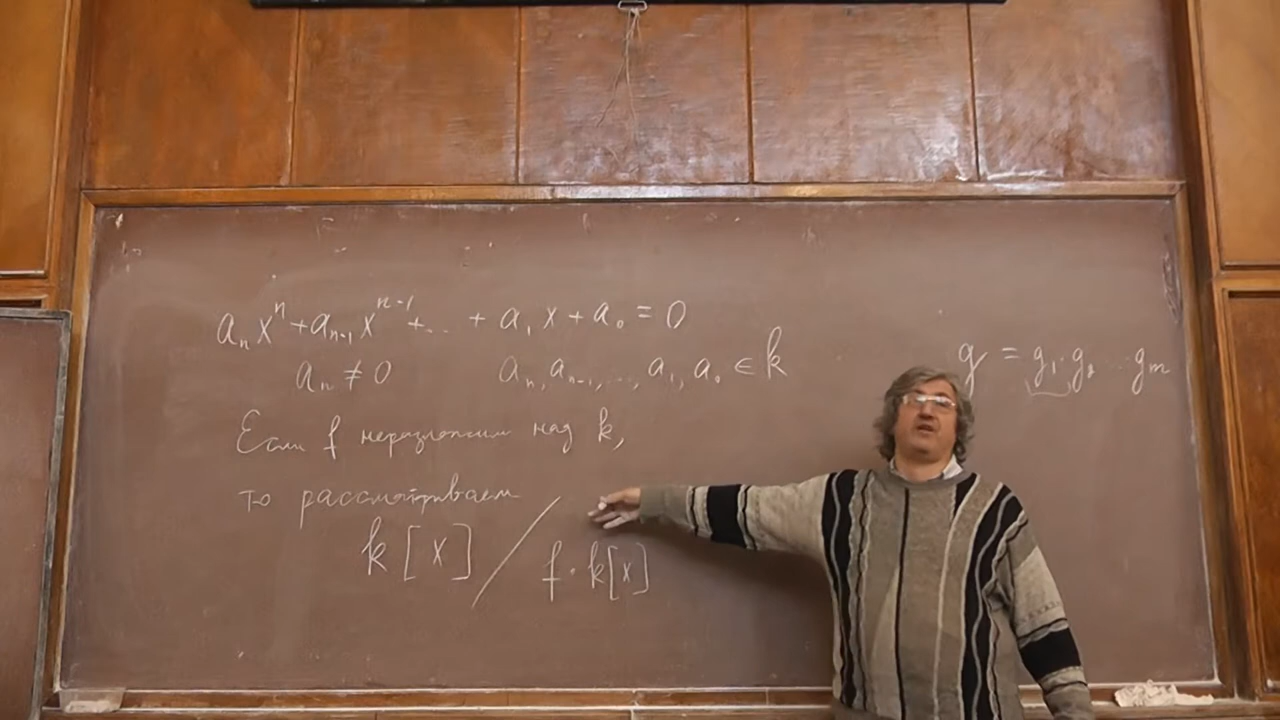 aₙxⁿ + aₙ₋₁xⁿ⁻¹ + ... + a₁x + a₀ = 0
aₙ ≠ 0 aₙ, aₙ₋₁, ..., a₁, a₀ ∈ k
g = g₁ · g₂ ... gₘ
Если f неразложим над k,
то рассматриваем
k[x] / f · k[x]